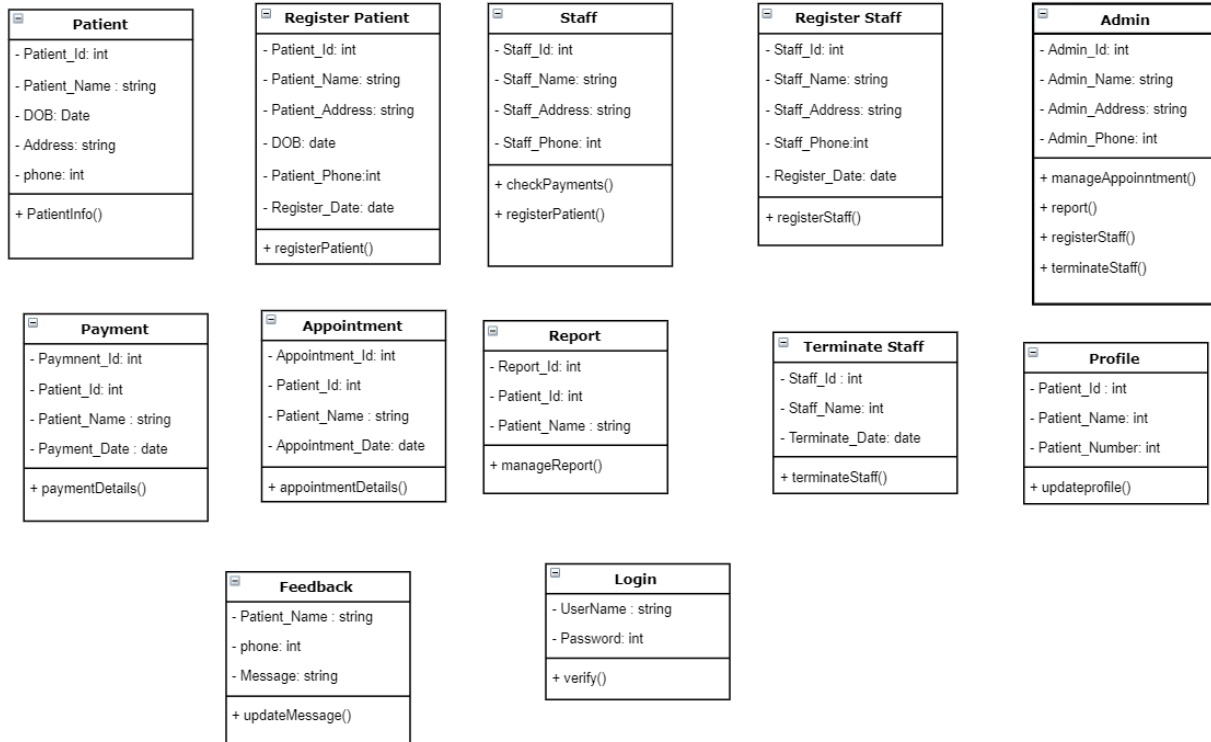 Patient
- Patient_Id: int
- Patient_Name : string
- DOB: Date
- Address: string
- phone: int
+ PatientInfo()
Register Patient
- Patient_Id: int
- Patient_Name: string
- Patient_Address: string
- DOB: date
- Patient_Phone:int
- Register_Date: date
+ registerPatient()
Staff
- Staff_Id: int
- Staff_Name: string
- Staff_Address: string
- Staff_Phone: int
+ checkPayments()
+ registerPatient()
Register Staff
- Staff_Id: int
- Staff_Name: string
- Staff_Address: string
- Staff_Phone:int
- Register_Date: date
+ registerStaff()
Admin
- Admin_Id: int
- Admin_Name: string
- Admin_Address: string
- Admin_Phone: int
+ manageAppoinntment()
+ report()
+ registerStaff()
+ terminateStaff()
Payment
- Paymnent_Id: int
- Patient_Id: int
- Patient_Name : string
- Payment_Date : date
+ paymentDetails()
Appointment
- Appointment_Id: int
- Patient_Id: int
- Patient_Name : string
- Appointment_Date: date
+ appointmentDetails()
Report
- Report_Id: int
- Patient_Id: int
- Patient_Name : string
+ manageReport()
Terminate Staff
- Staff_Id : int
- Staff_Name: int
- Terminate_Date: date
+ terminateStaff()
Profile
- Patient_Id : int
- Patient_Name: int
- Patient_Number: int
+ updateprofile()
Feedback
- Patient_Name : string
- phone: int
- Message: string
+ updateMessage()
Login
- UserName : string
- Password: int
+ verify()